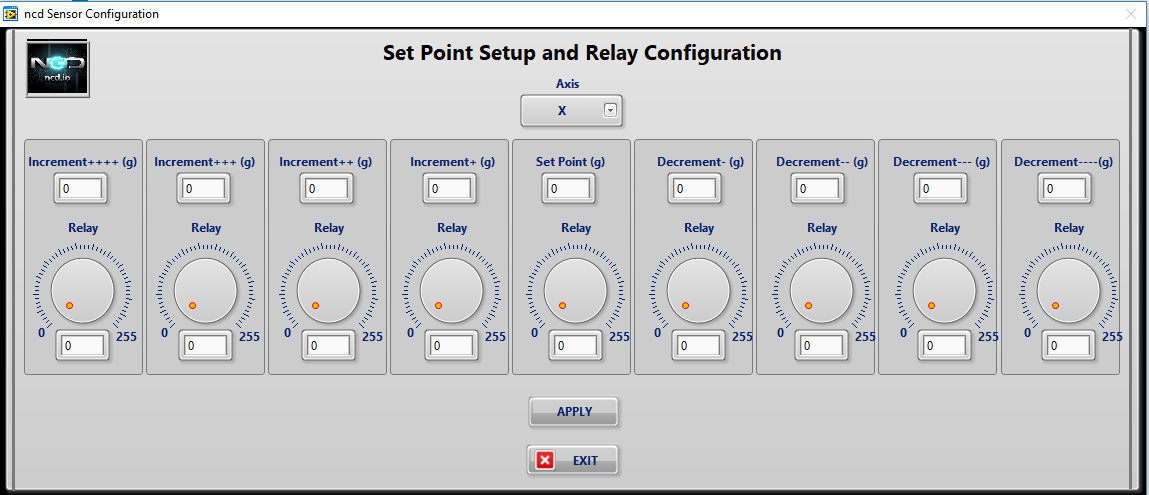 ncd Sensor Configuration
NCD
ncd.io
Set Point Setup and Relay Configuration
Axis
X
Increment++++ (g) Increment+++ (g) Increment++ (g) Increment+ (g) Set Point (g) Decrement- (g) Decrement-- (g) Decrement--- (g) Decrement----(g)
0 0 0 0 0 0 0 0 0
Relay Relay Relay Relay Relay Relay Relay Relay Relay
0 255 0 255 0 255 0 255 0 255 0 255 0 255 0 255 0 255
0 0 0 0 0 0 0 0 0
APPLY
EXIT